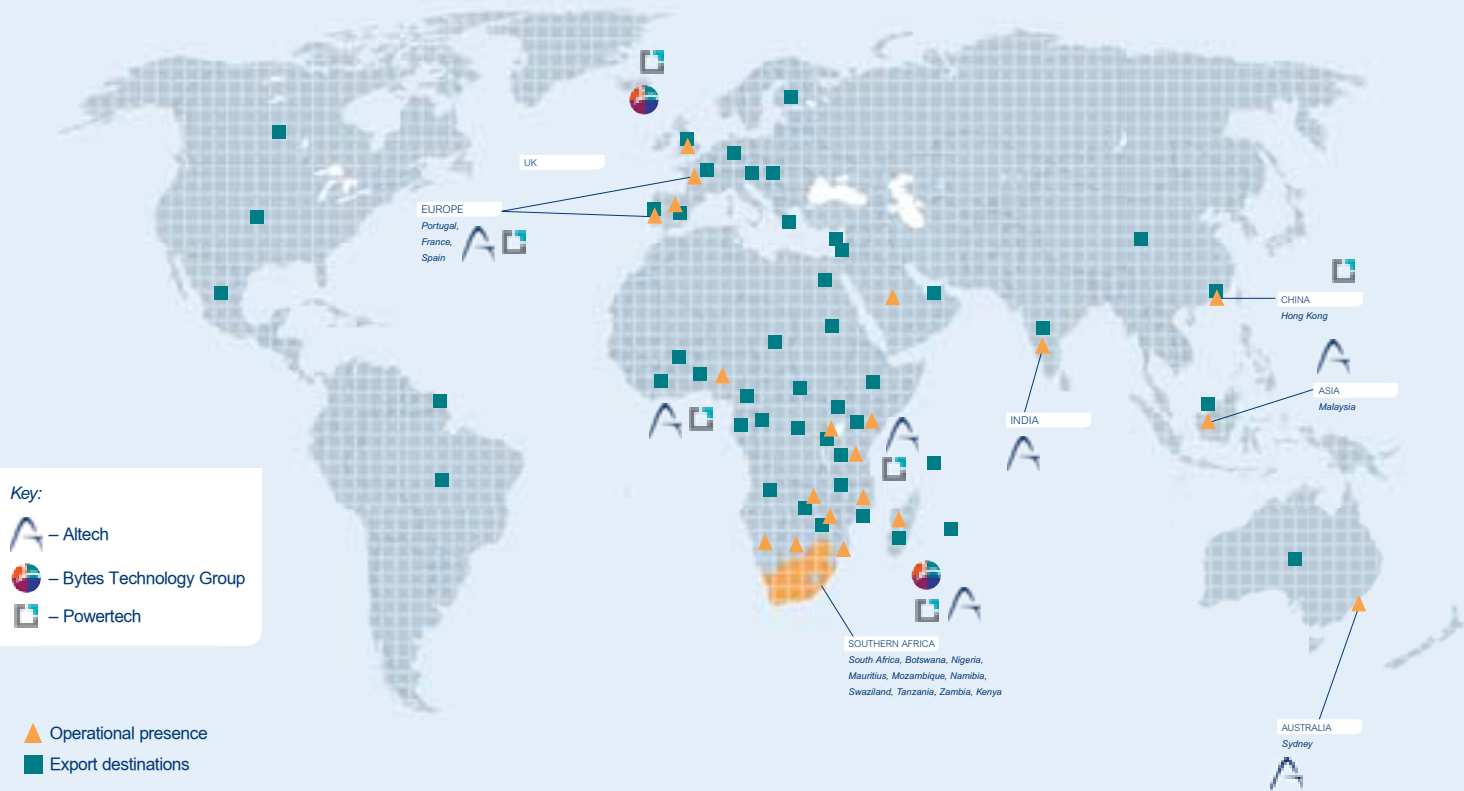 UK
EUROPE
Portugal,
France,
Spain
CHINA
Hong Kong
ASIA
Malaysia
INDIA
Key:
– Altech
– Bytes Technology Group
– Powertech
SOUTHERN AFRICA
South Africa, Botswana, Nigeria,
Mauritius, Mozambique, Namibia,
Swaziland, Tanzania, Zambia, Kenya
AUSTRALIA
Sydney
Operational presence
Export destinations